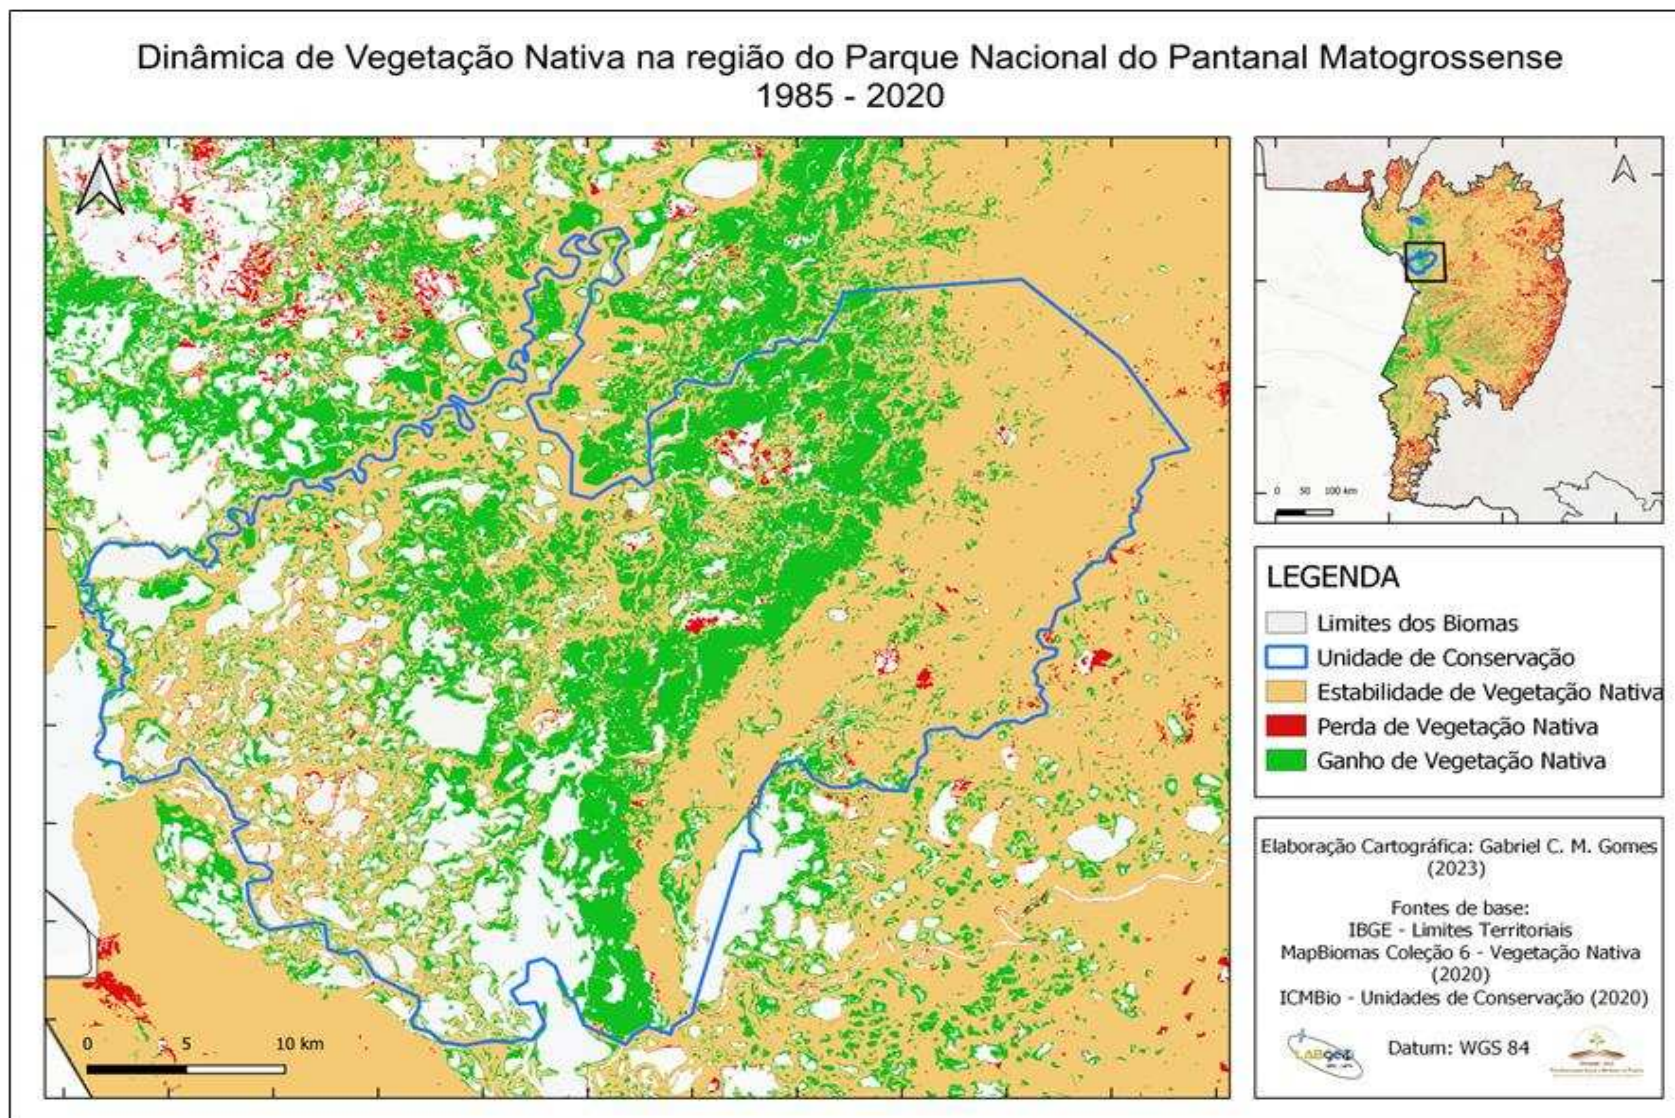 Dinâmica de Vegetação Nativa na região do Parque Nacional do Pantanal Matogrossense
1985 - 2020
0 5 10 km
0 50 100 km
LEGENDA
Limites dos Biomas
Unidade de Conservação
Estabilidade de Vegetação Nativa
Perda de Vegetação Nativa
Ganho de Vegetação Nativa
Elaboração Cartográfica: Gabriel C. M. Gomes
(2023)
Fontes de base:
IBGE - Limites Territoriais
MapBiomas Coleção 6 - Vegetação Nativa
(2020)
ICMBio - Unidades de Conservação (2020)
Datum: WGS 84